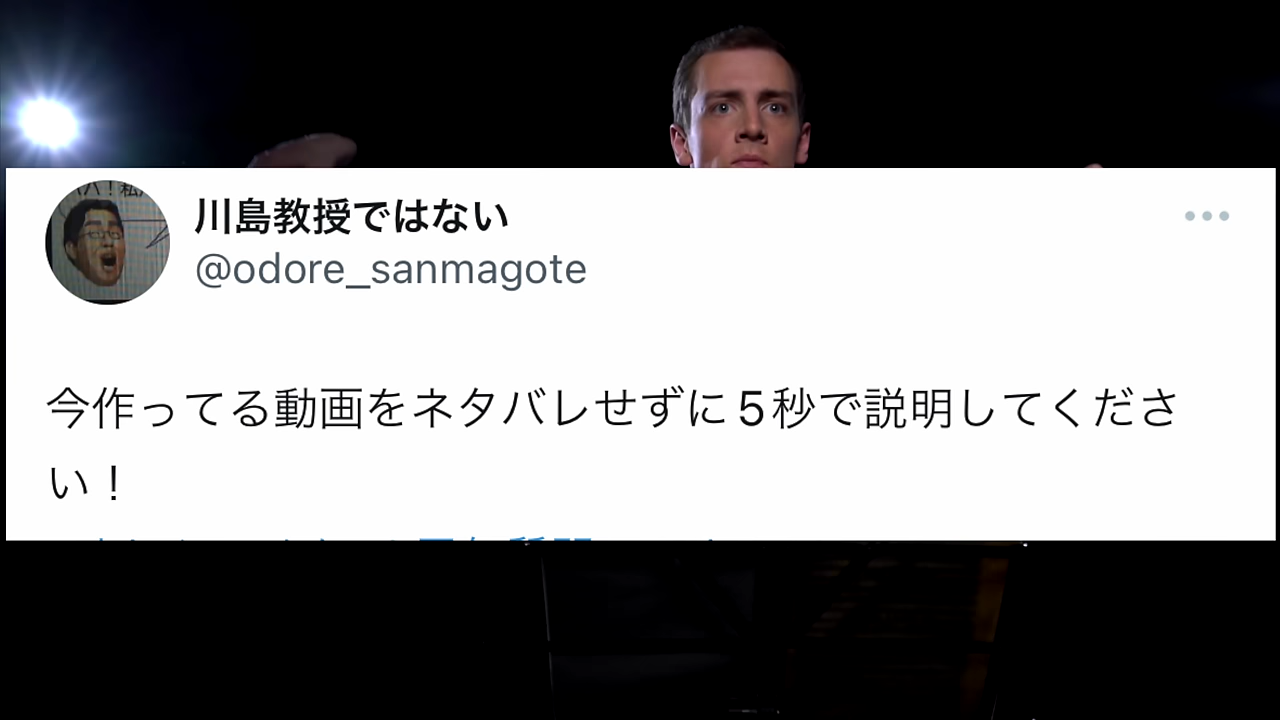 川島教授ではない
@odore_sanmagote
今作ってる動画をネタバレせずに5秒で説明してくださ
い！